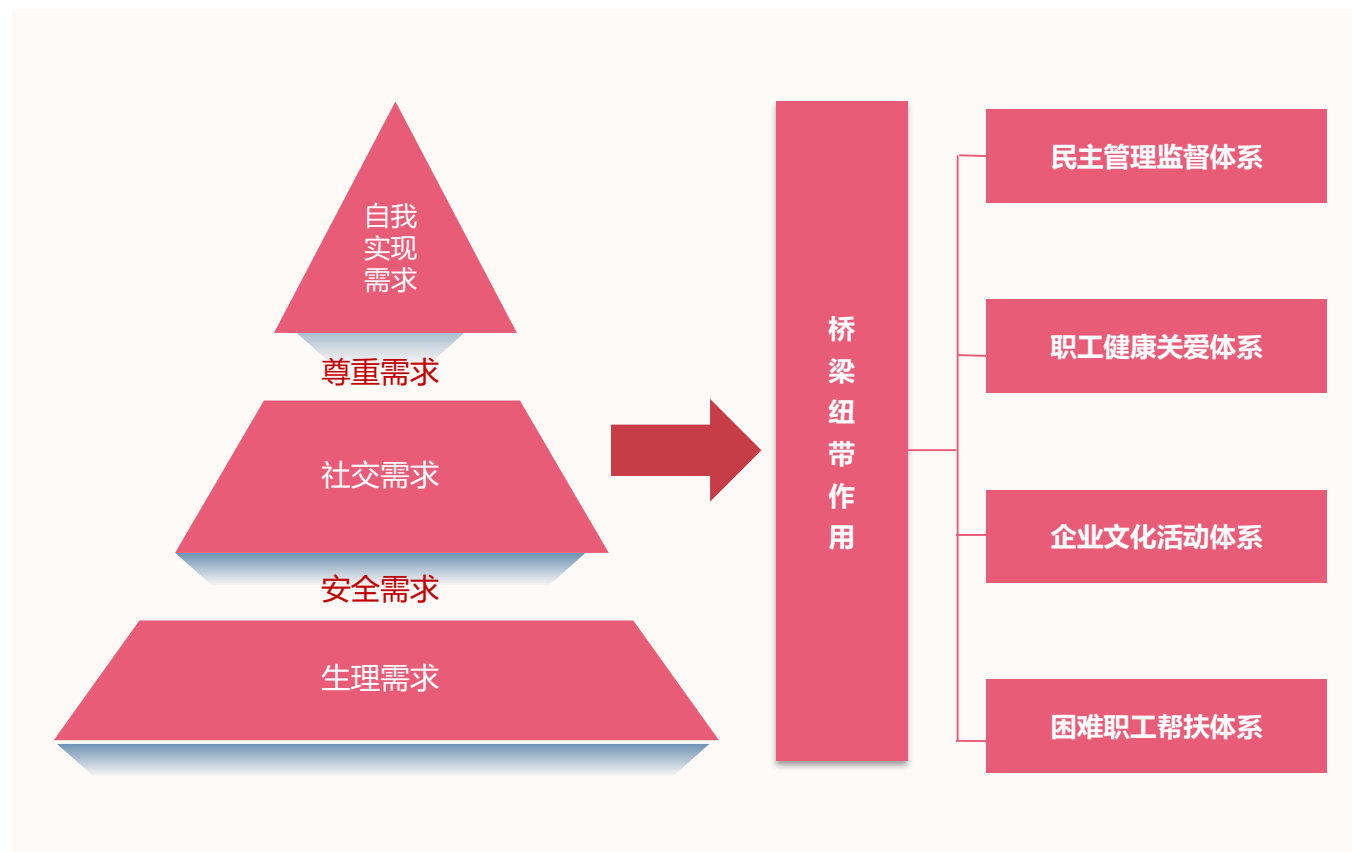 自我
实现
需求
尊重需求
社交需求
安全需求
生理需求
桥
梁
纽
带
作
用
民主管理监督体系
职工健康关爱体系
企业文化活动体系
困难职工帮扶体系